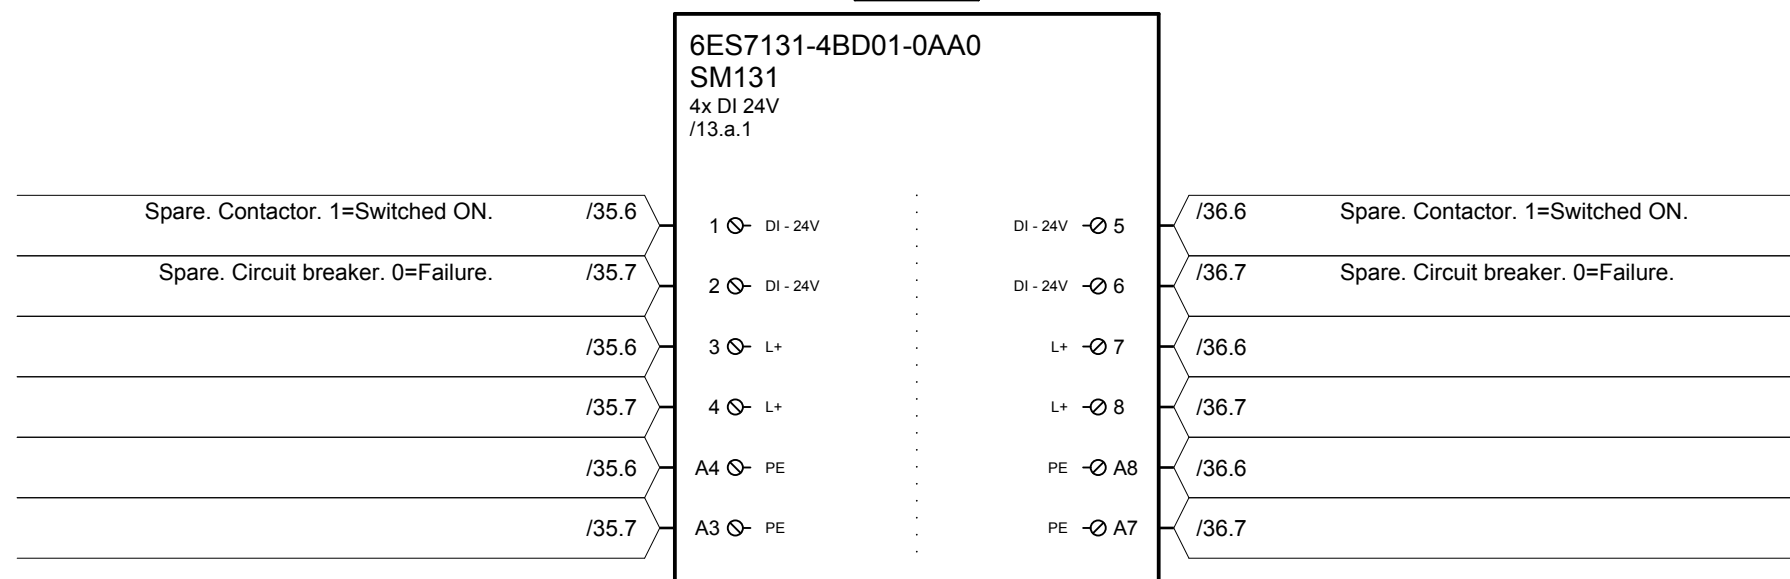 6ES7131-4BD01-0AA0
SM131
4x DI 24V
/13.a.1
Spare. Contactor. 1=Switched ON. /35.6 1 DI - 24V DI - 24V 5 /36.6 Spare. Contactor. 1=Switched ON.
Spare. Circuit breaker. 0=Failure. /35.7 2 DI - 24V DI - 24V 6 /36.7 Spare. Circuit breaker. 0=Failure.
/35.6 3 L+ L+ 7 /36.6
/35.7 4 L+ L+ 8 /36.7
/35.6 A4 PE PE A8 /36.6
/35.7 A3 PE PE A7 /36.7